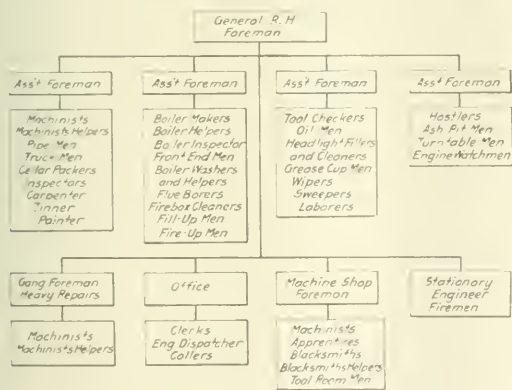 General R.H
Foreman
Ass't Foreman
Machinists
Machinists Helpers
Pipe Men
Truck Men
Cellar Packers
Inspectors
Carpenter
Tinner
Painter
Ass't Foreman
Boiler Makers
Boiler Helpers
Boiler Inspector
Front End Men
Boiler Washers
and Helpers
Flue Borers
Firebox Cleaners
Fill-Up Men
Fire-Up Men
Ass't Foreman
Tool Checkers
Oil Men
Headlight Fillers
and Cleaners
Grease Cup Men
Wipers
Sweepers
Laborers
Ass't Foreman
Hostlers
Ash Pit Men
Turntable Men
Engine Watchmen
Gang Foreman
Heavy Repairs
Machinists
Machinists Helpers
Office
Clerks
Eng Dispatcher
Callers
Machine Shop
Foreman
Machinists
Apprentices
Blacksmiths
Blacksmiths Helpers
Tool Room Men
Stationary
Engineer
Firemen